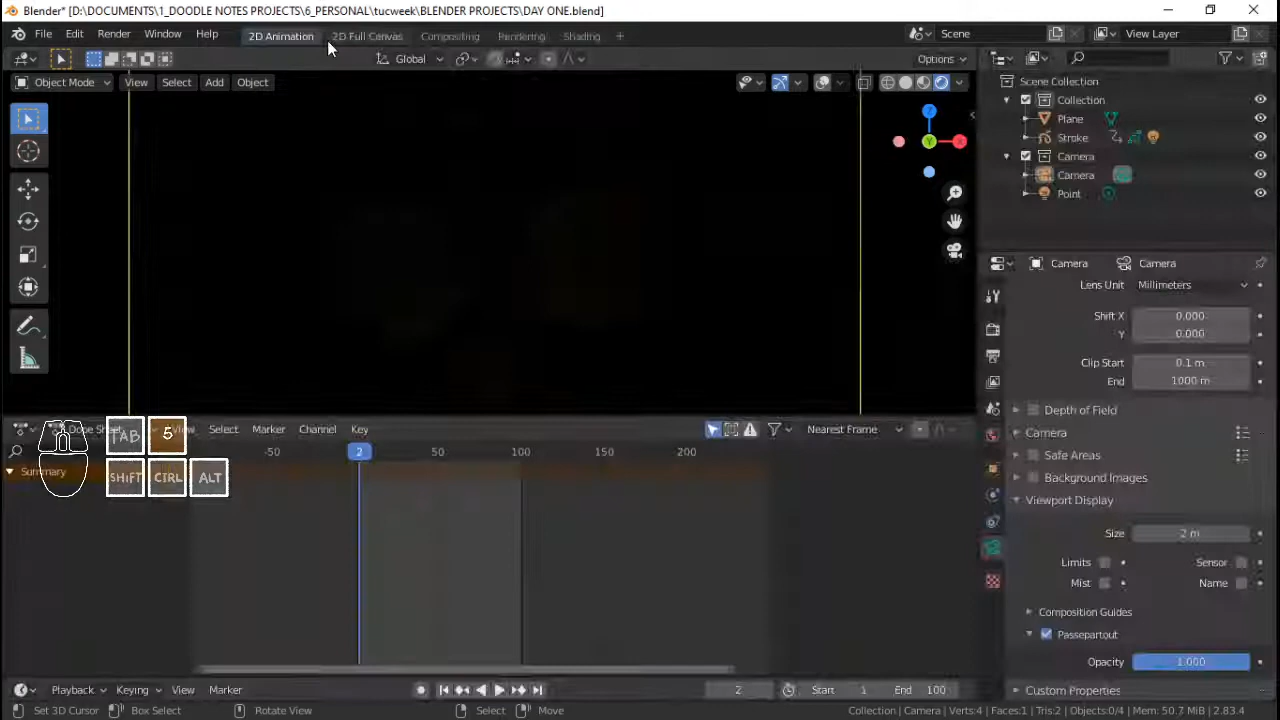 Blender* [D:\DOCUMENTS\1_DOODLE NOTES PROJECTS\6_PERSONAL\tucweek\BLENDER PROJECTS\DAY ONE.blend]
File Edit Render Window Help 2D Animation 2D Full Canvas Compositing Rendering Shading + Scene View Layer
Global Options
Object Mode View Select Add Object
Scene Collection
Collection
Plane
Stroke
Camera
Camera
Point
Z
Y
X
Camera Camera
Lens Unit Millimeters
Shift X 0.000
Y 0.000
Clip Start 0.1 m
End 1000 m
Depth of Field
Camera
Safe Areas
Background Images
Viewport Display
Size 2 m
Limits Sensor
Mist Name
Composition Guides
Passepartout
Opacity 1.000
Custom Properties
Dope Sheet View Select Marker Channel Key Nearest Frame
TAB 5
-50 2 50 100 150 200
Summary
SHiFT CTRL ALT
Playback Keying View Marker 2 Start 1 End 100
Set 3D Cursor Box Select Rotate View Select Move Collection | Camera | Verts:4 | Faces:1 | Tris:2 | Objects:0/4 | Mem: 50.7 MiB | 2.83.4